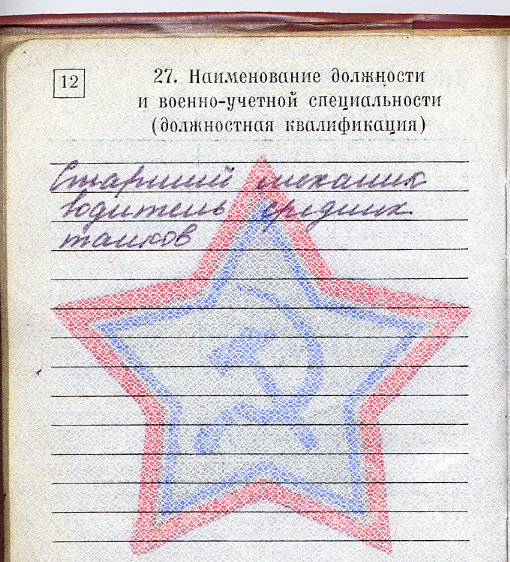 12
27. Наименование должности
и военно-учетной специальности
(должностная квалификация)
Старший механик
водитель средних
танков